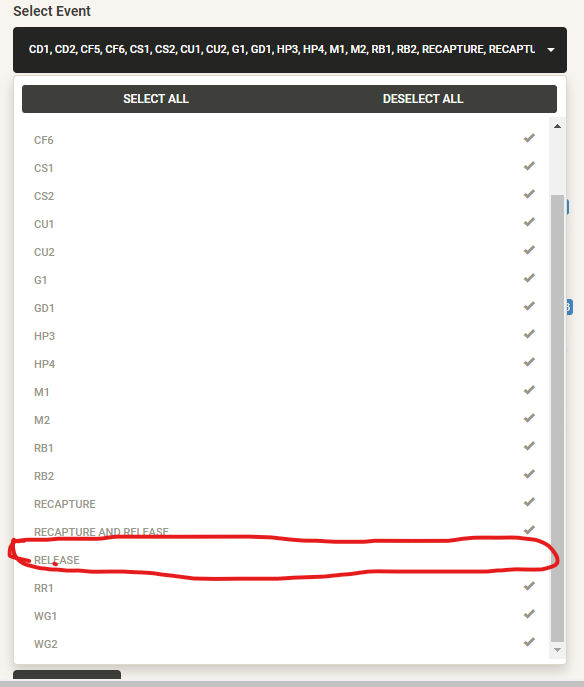 Select Event
CD1, CD2, CF5, CF6, CS1, CS2, CU1, CU2, G1, GD1, HP3, HP4, M1, M2, RB1, RB2, RECAPTURE, RECAPTU
SELECT ALL DESELECT ALL
CF6
CS1
CS2
CU1
CU2
G1
GD1
HP3
HP4
M1
M2
RB1
RB2
RECAPTURE
RECAPTURE AND RELEASE
RELEASE
RR1
WG1
WG2